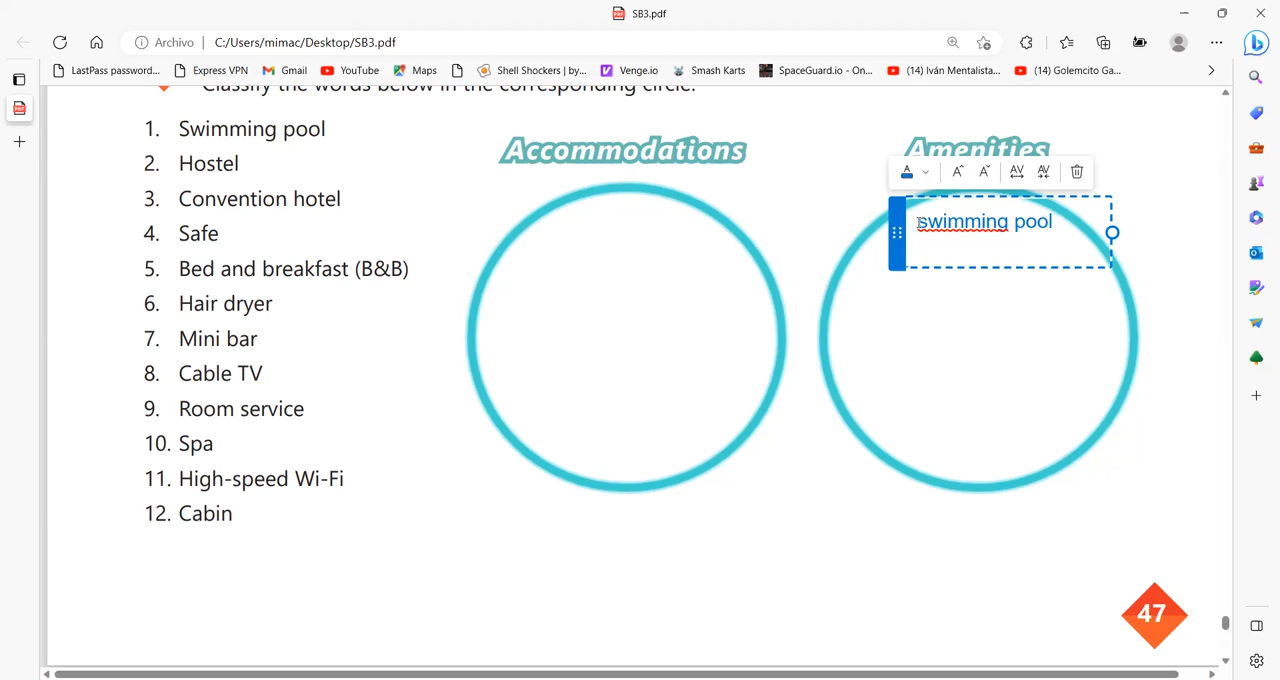 SB3.pdf
Archivo
C:/Users/mimac/Desktop/SB3.pdf
LastPass password...
Express VPN
Gmail
YouTube
Maps
Shell Shockers | by...
Venge.io
Smash Karts
SpaceGuard.io - On...
(14) Iván Mentalista...
(14) Golemcito Ga...
Classify the words below in the corresponding circle.
1. Swimming pool
2. Hostel
3. Convention hotel
4. Safe
5. Bed and breakfast (B&B)
6. Hair dryer
7. Mini bar
8. Cable TV
9. Room service
10. Spa
11. High-speed Wi-Fi
12. Cabin
Accommodations
Amenities
swimming pool
47